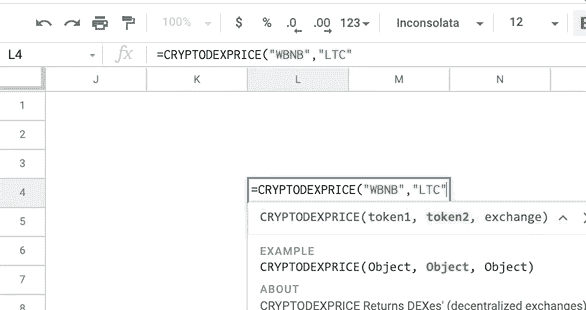 100% $ % .0 .00 123 Inconsolata 12
L4 fx =CRYPTODEXPRICE("WBNB","LTC"
J K L M N
1
2
3
4 =CRYPTODEXPRICE("WBNB","LTC"
CRYPTODEXPRICE(token1, token2, exchange)
5
EXAMPLE
6
CRYPTODEXPRICE(Object, Object, Object)
7
ABOUT
8 CRYPTODEXPRICE Returns DEXes' (decentralized exchanges)